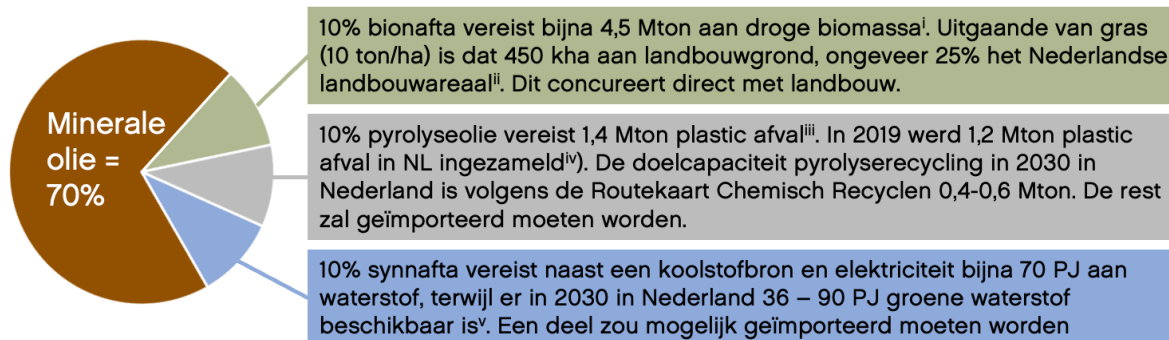 Minerale
olie =
70%
10% bionafta vereist bijna 4,5 Mton aan droge biomassaⁱ. Uitgaande van gras
(10 ton/ha) is dat 450 kha aan landbouwgrond, ongeveer 25% het Nederlandse
landbouwareaalⁱⁱ. Dit concureert direct met landbouw.
10% pyrolyseolie vereist 1,4 Mton plastic afvalⁱⁱⁱ. In 2019 werd 1,2 Mton plastic
afval in NL ingezameldⁱᵛ). De doelcapaciteit pyrolyserecycling in 2030 in
Nederland is volgens de Routekaart Chemisch Recyclen 0,4-0,6 Mton. De rest
zal geïmporteerd moeten worden.
10% synnafta vereist naast een koolstofbron en elektriciteit bijna 70 PJ aan
waterstof, terwijl er in 2030 in Nederland 36 – 90 PJ groene waterstof
beschikbaar isᵛ. Een deel zou mogelijk geïmporteerd moeten worden